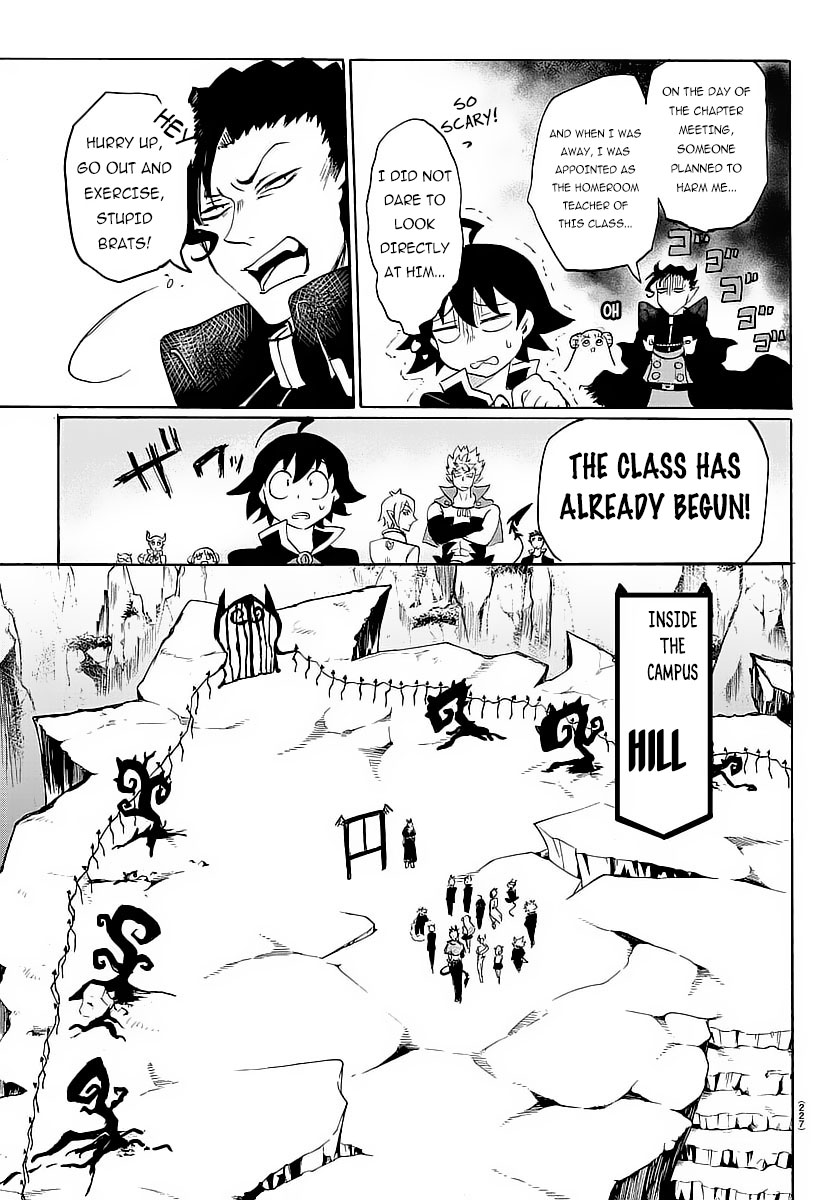 ON THE DAY OF
THE CHAPTER
MEETING,
SOMEONE
PLANNED TO
HARM ME...
AND WHEN I WAS
AWAY, I WAS
APPOINTED AS
THE HOMEROOM
TEACHER OF
THIS CLASS...
ゴゴゴ
ゴゴゴ
OH
SO
SCARY!
I DID NOT
DARE TO
LOOK
DIRECTLY
AT HIM...
HEY
HURRY UP,
GO OUT AND
EXERCISE,
STUPID
BRATS!
THE CLASS HAS
ALREADY BEGUN!
ザッ
INSIDE
THE
CAMPUS
HILL
(227)